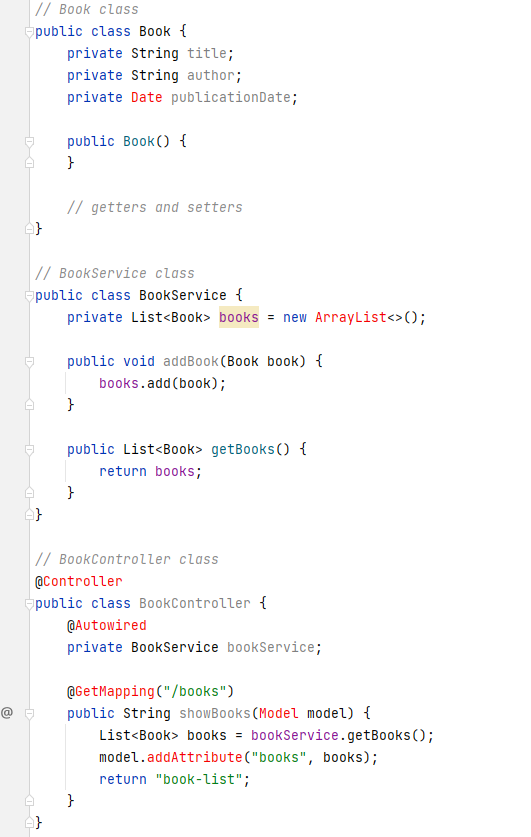 // Book class
public class Book {
    private String title;
    private String author;
    private Date publicationDate;

    public Book() {
    }

    // getters and setters
}

// BookService class
public class BookService {
    private List<Book> books = new ArrayList<>();

    public void addBook(Book book) {
        books.add(book);
    }

    public List<Book> getBooks() {
        return books;
    }
}

// BookController class
@Controller
public class BookController {
    @Autowired
    private BookService bookService;

    @GetMapping("/books")
    public String showBooks(Model model) {
        List<Book> books = bookService.getBooks();
        model.addAttribute("books", books);
        return "book-list";
    }
}